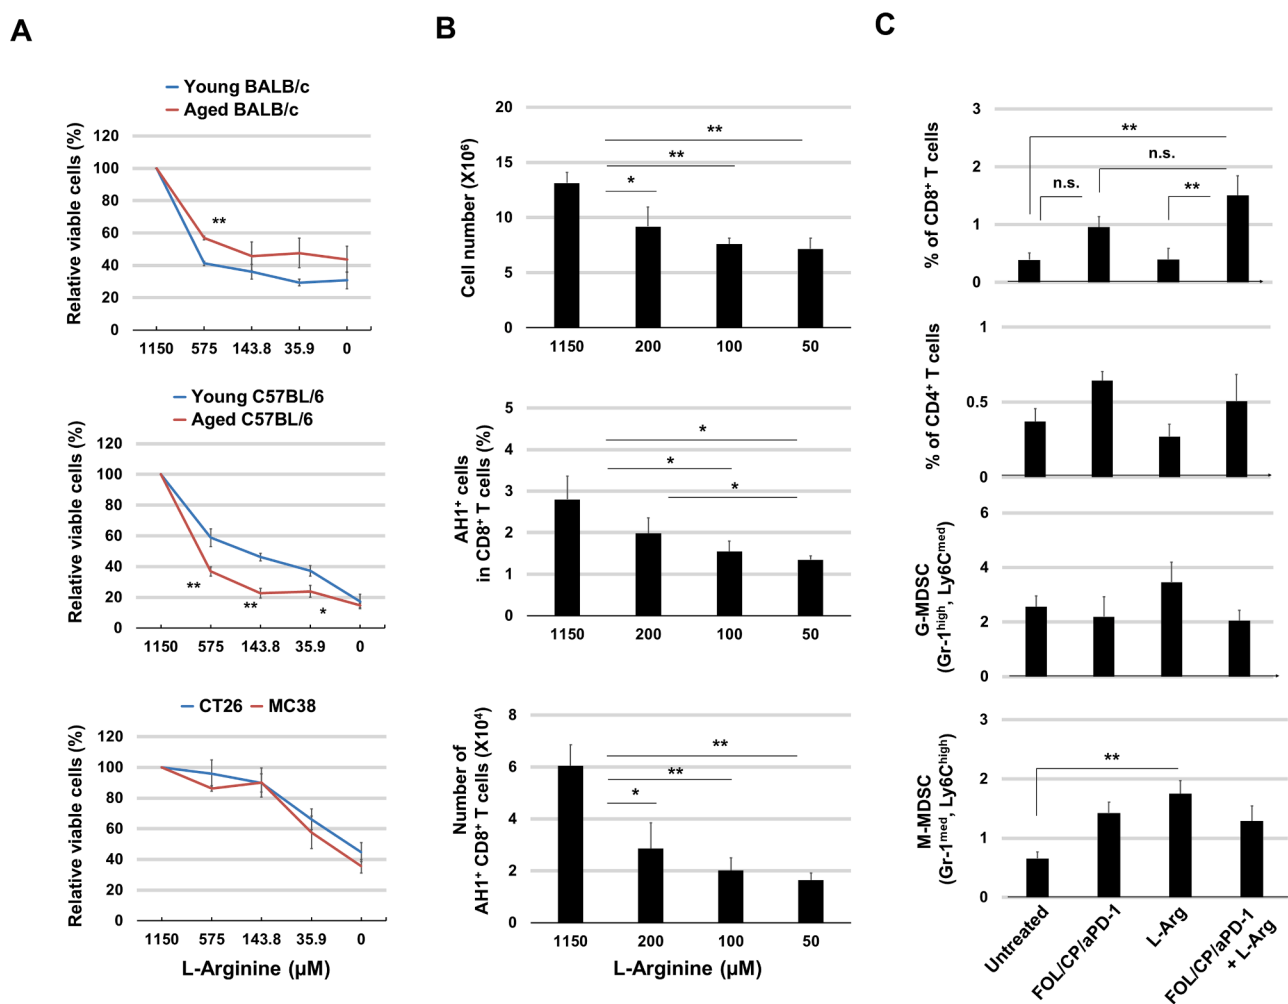 A
Young BALB/c
Aged BALB/c
Relative viable cells (%)
120
100
80
60
40
20
0
**
1150 575 143.8 35.9 0
Young C57BL/6
Aged C57BL/6
Relative viable cells (%)
120
100
80
60
40
20
0
** ** *
1150 575 143.8 35.9 0
CT26 MC38
Relative viable cells (%)
120
100
80
60
40
20
0
1150 575 143.8 35.9 0
L-Arginine (µM)
B
Cell number (X10⁶)
20
15
10
5
0
**
**
*
1150 200 100 50
AH1⁺ cells
in CD8⁺ T cells (%)
5
4
3
2
1
0
*
*
*
1150 200 100 50
Number of
AH1⁺ CD8⁺ T cells (X10⁴)
8
6
4
2
0
**
**
*
1150 200 100 50
L-Arginine (µM)
C
% of CD8⁺ T cells
3
2
1
0
**
n.s.
n.s. **
% of CD4⁺ T cells
1
0.5
0
G-MDSC
(Gr-1ʰⁱᵍʰ, Ly6Cᵐᵉᵈ)
6
4
2
0
M-MDSC
(Gr-1ᵐᵉᵈ, Ly6Cʰⁱᵍʰ)
3
2
1
0
**
Untreated
FOL/CP/aPD-1
L-Arg
FOL/CP/aPD-1
+ L-Arg